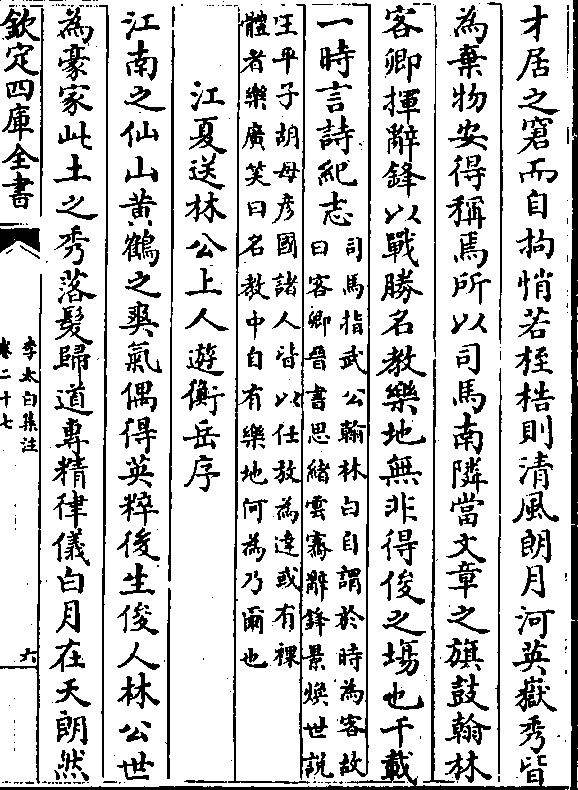 才居之窘而自拘悄若桎梏則清風朗月河英嶽秀皆
為棄物安得稱焉所以司馬南隣當文章之旗鼓翰林
客卿揮辭鋒以戰勝名教樂地無非得俊之場也千載
一時言詩紀志
司馬指武公翰林白自謂於時為客故
曰客卿晉書思緒雲騫辭鋒景煥世說
王平子胡母彦國諸人皆以任放為達或有裸
體者樂廣笑曰名教中自有樂地何為乃爾也
江夏送林公上人遊衡岳序
江南之仙山黄鶴之爽氣偶得英粹後生俊人林公世
為豪家此土之秀落髮歸道專精律儀白月在天朗然
欽定四庫全書
李太白集注
卷二十七
六